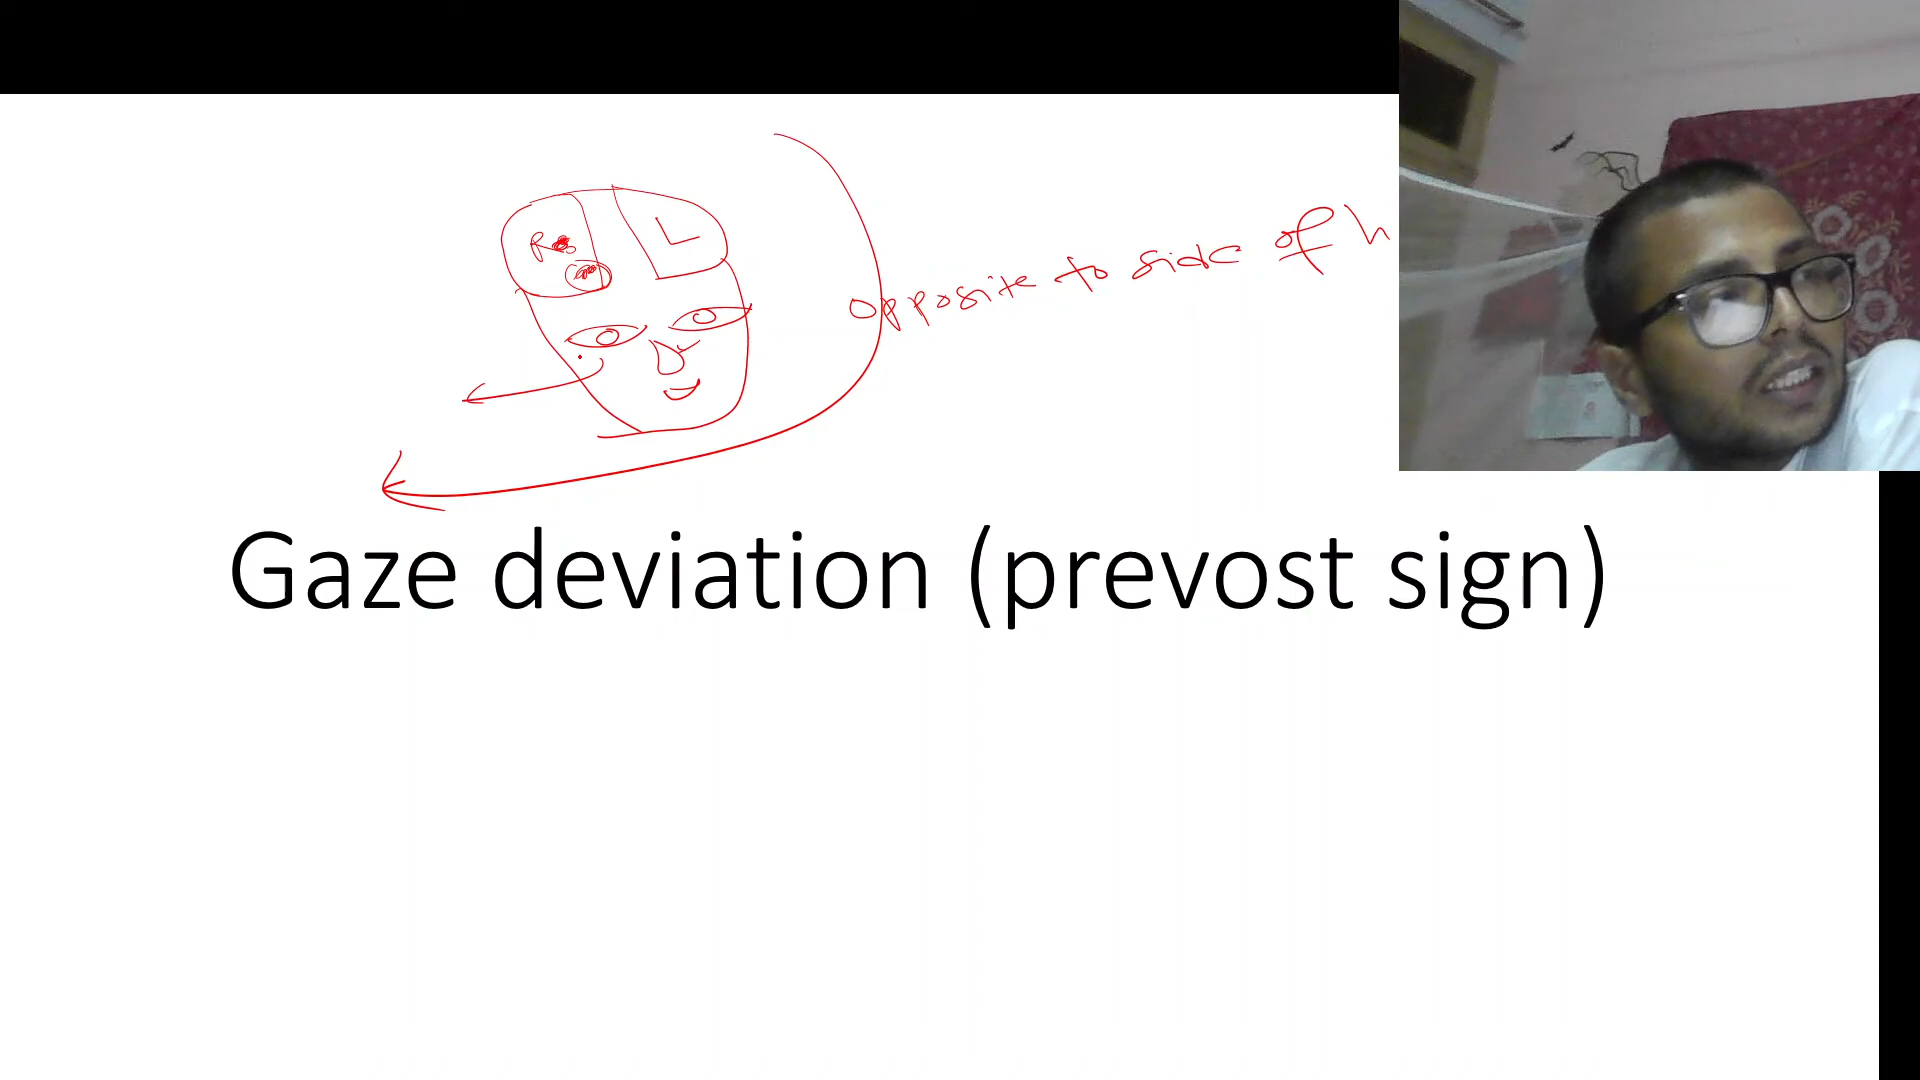 R
L
opposite to side of h
Gaze deviation (prevost sign)